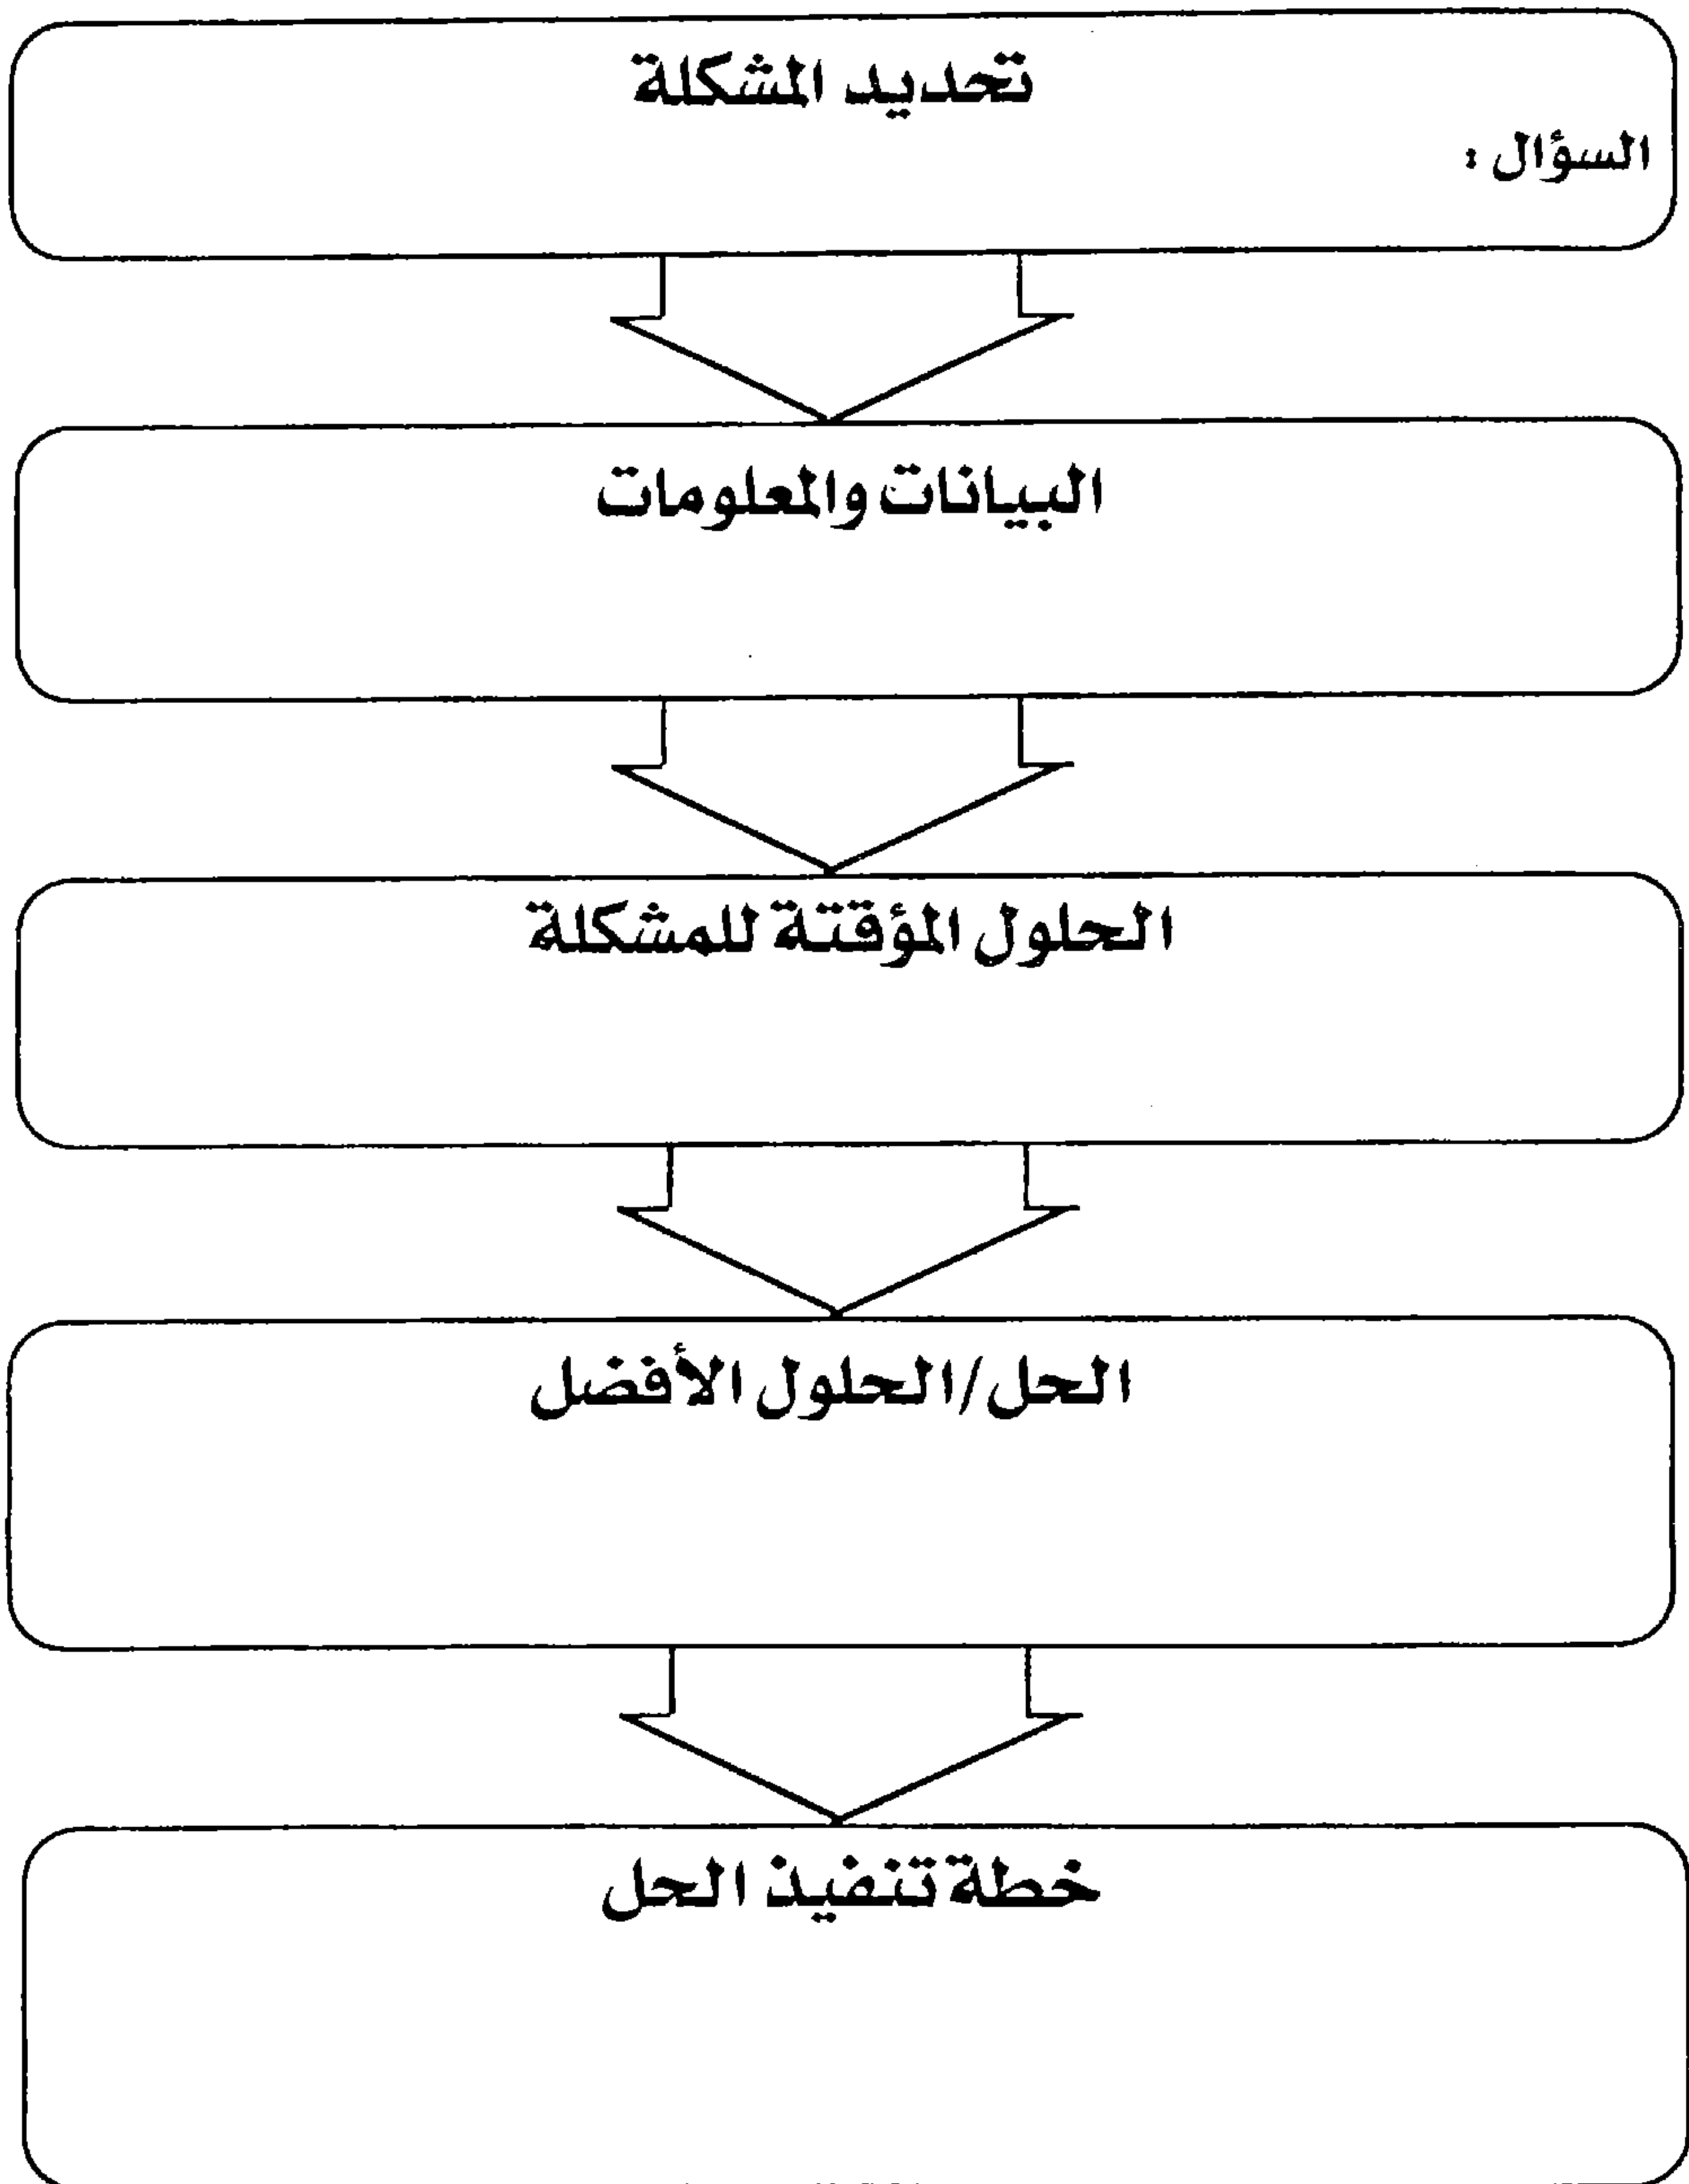 تحديد المشكلة
السؤال :
البيانات والمعلومات
الحلول المؤقتة للمشكلة
الحل/الحلول الأفضل
خطة تنفيذ الحل